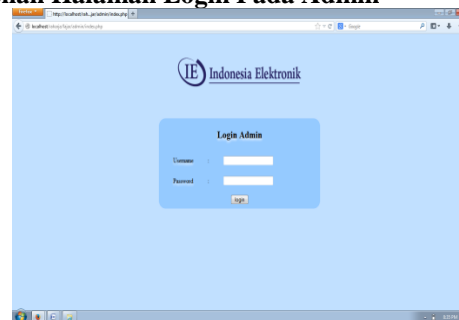 Halaman Login Pada Admin
IE Indonesia Elektronik
Login Admin
Username :
Password :
login